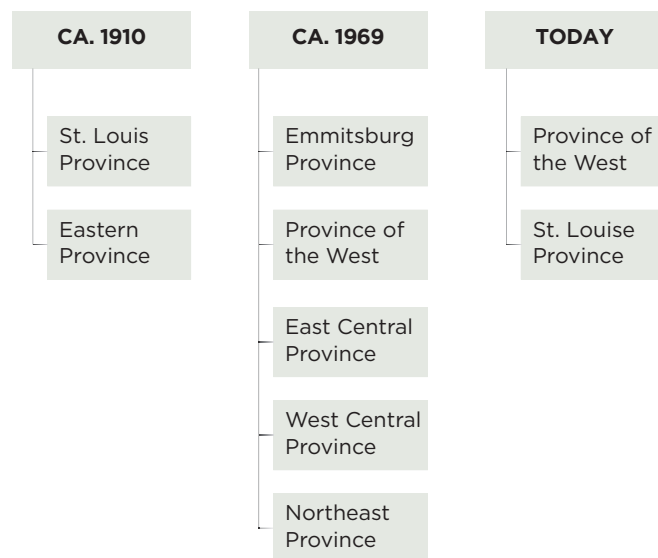 CA. 1910
St. Louis
Province
Eastern
Province
CA. 1969
Emmitsburg
Province
Province of
the West
East Central
Province
West Central
Province
Northeast
Province
TODAY
Province of
the West
St. Louise
Province